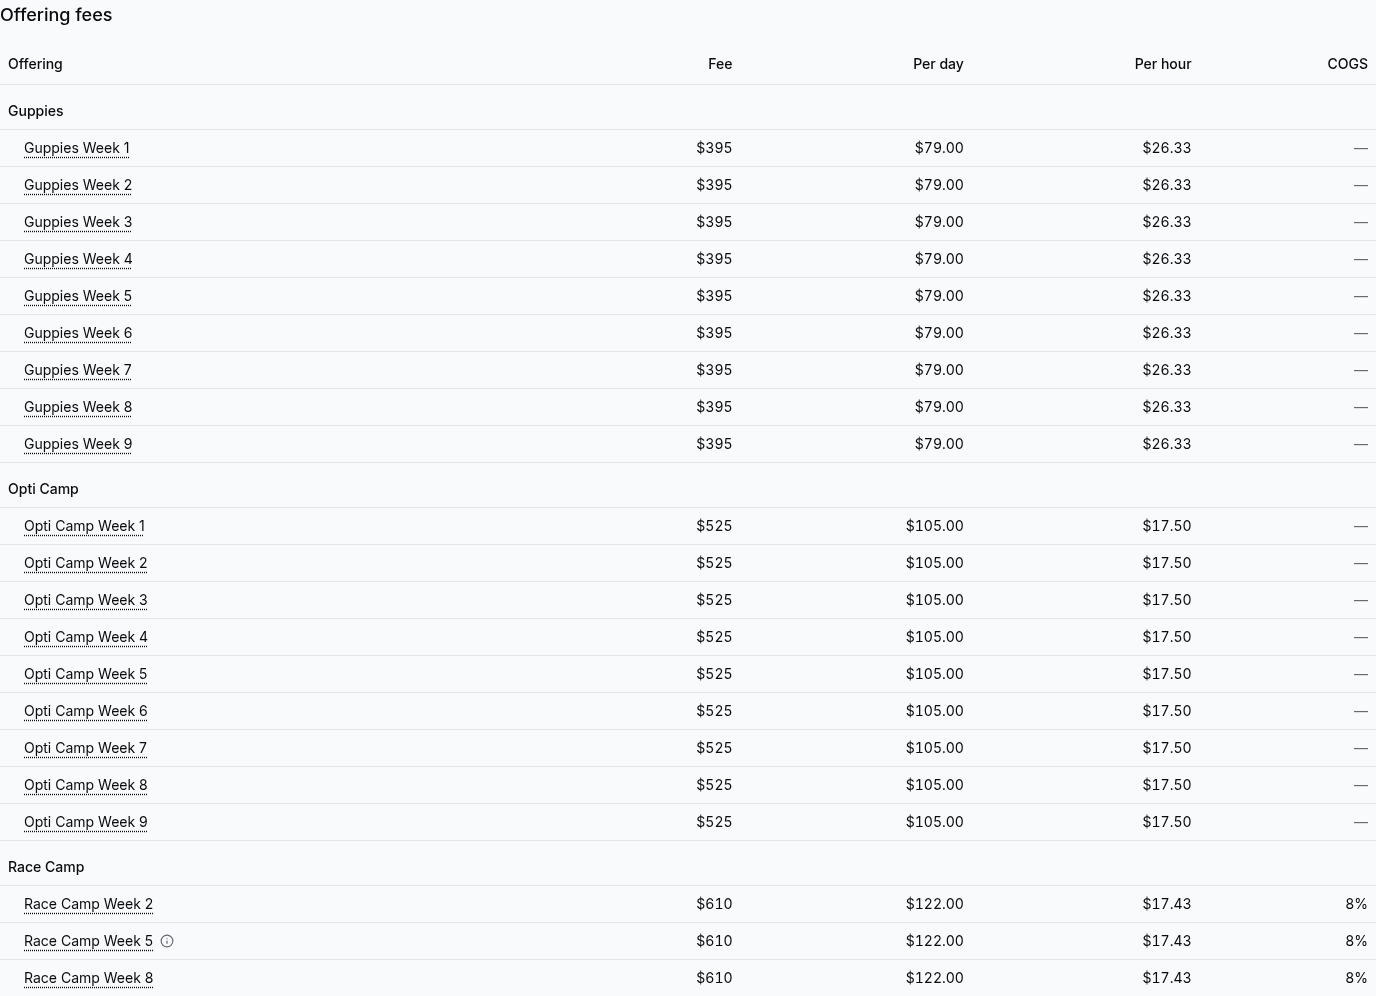 Offering fees
Offering Fee Per day Per hour COGS
Guppies
Guppies Week 1 $395 $79.00 $26.33 —
Guppies Week 2 $395 $79.00 $26.33 —
Guppies Week 3 $395 $79.00 $26.33 —
Guppies Week 4 $395 $79.00 $26.33 —
Guppies Week 5 $395 $79.00 $26.33 —
Guppies Week 6 $395 $79.00 $26.33 —
Guppies Week 7 $395 $79.00 $26.33 —
Guppies Week 8 $395 $79.00 $26.33 —
Guppies Week 9 $395 $79.00 $26.33 —
Opti Camp
Opti Camp Week 1 $525 $105.00 $17.50 —
Opti Camp Week 2 $525 $105.00 $17.50 —
Opti Camp Week 3 $525 $105.00 $17.50 —
Opti Camp Week 4 $525 $105.00 $17.50 —
Opti Camp Week 5 $525 $105.00 $17.50 —
Opti Camp Week 6 $525 $105.00 $17.50 —
Opti Camp Week 7 $525 $105.00 $17.50 —
Opti Camp Week 8 $525 $105.00 $17.50 —
Opti Camp Week 9 $525 $105.00 $17.50 —
Race Camp
Race Camp Week 2 $610 $122.00 $17.43 8%
Race Camp Week 5 $610 $122.00 $17.43 8%
Race Camp Week 8 $610 $122.00 $17.43 8%